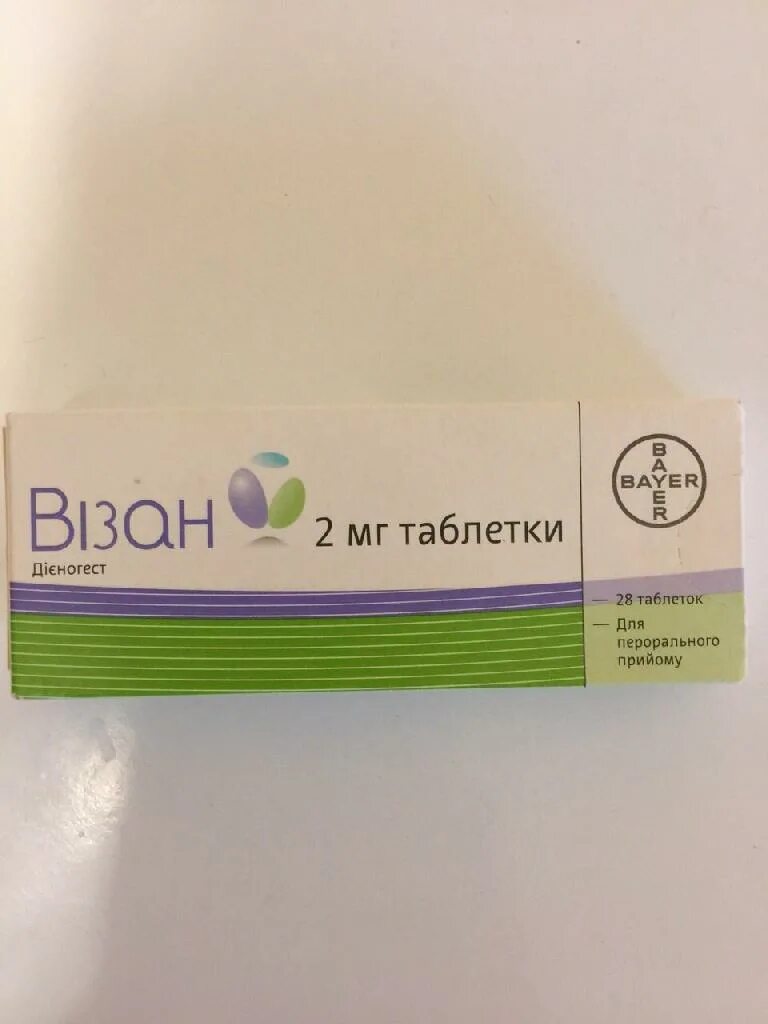 Візан
2 мг таблетки
Дієногест
BAYER
BAYER
28 таблеток
Для
перорального
прийому